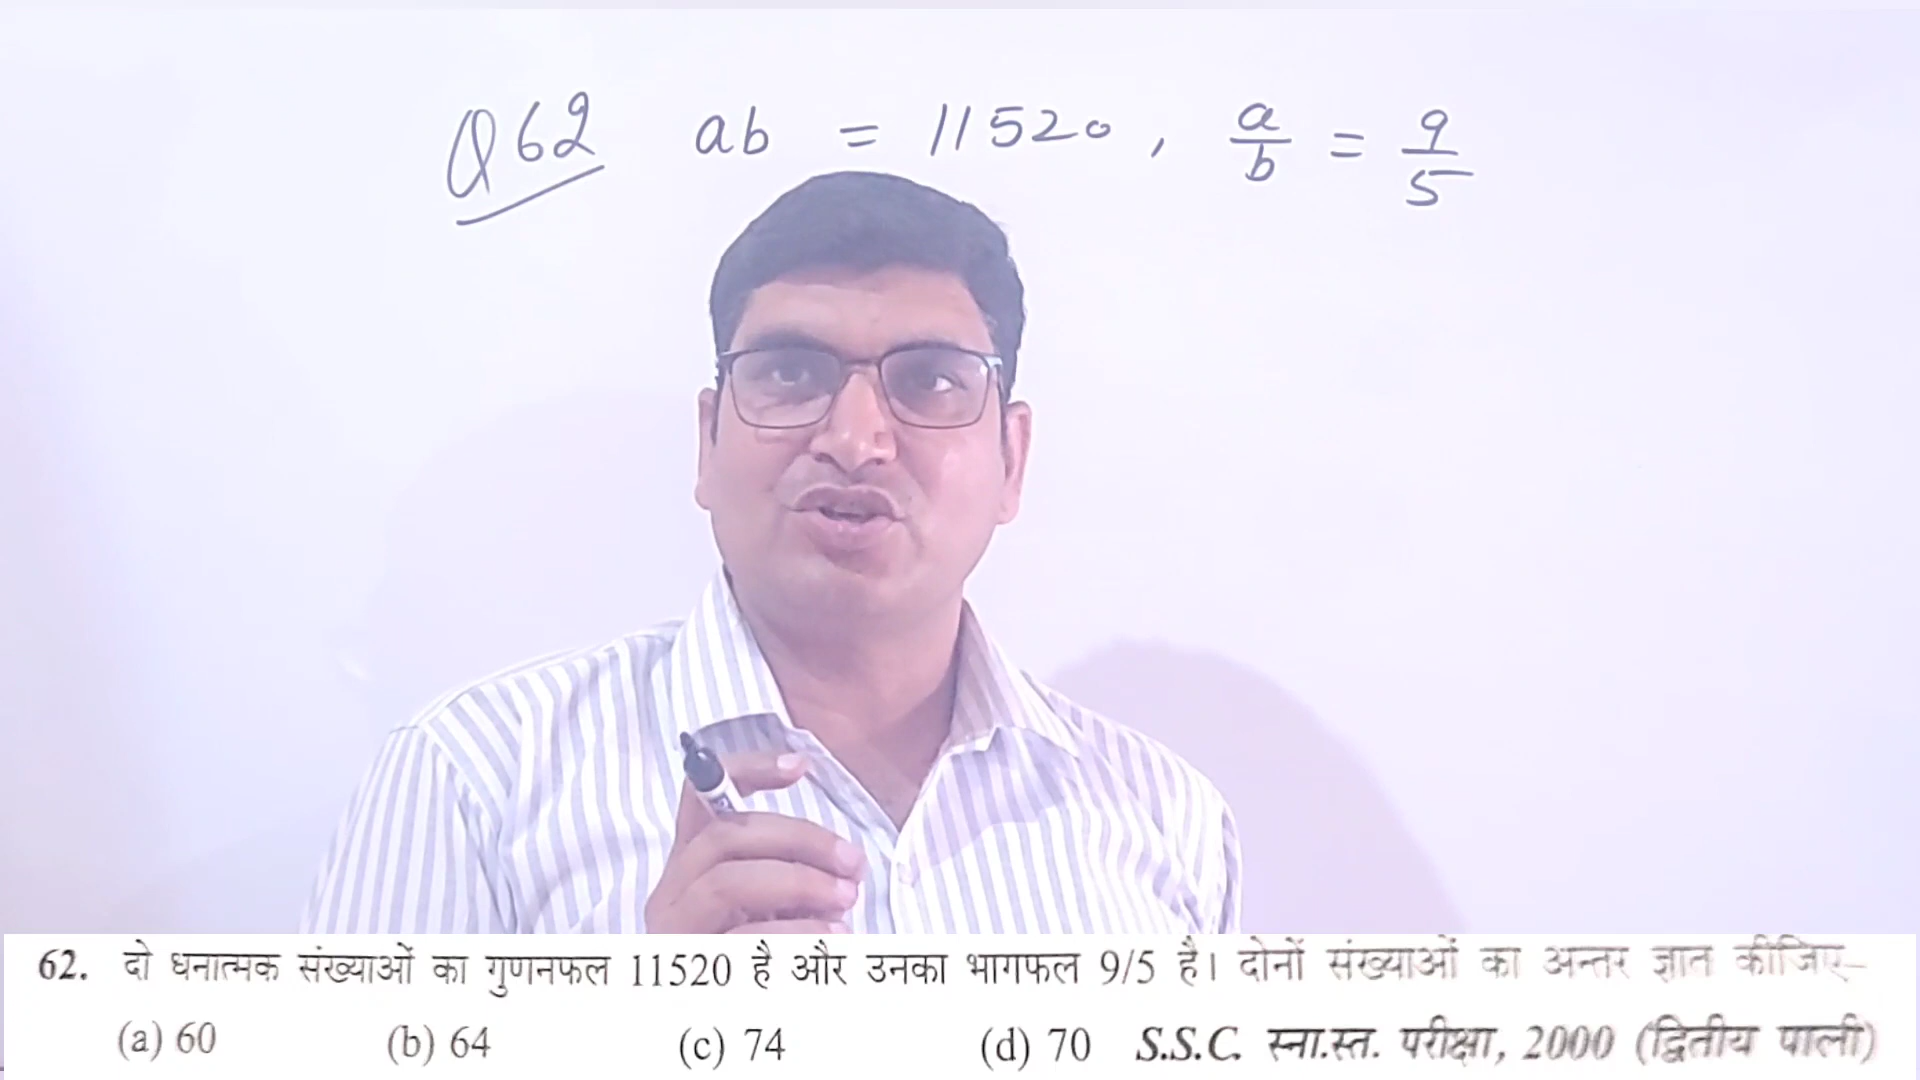 Q62 ab = 11520, a/b = 9/5
62. दो धनात्मक संख्याओं का गुणनफल 11520 है और उनका भागफल 9/5 है। दोनों संख्याओं का अन्तर ज्ञात कीजिए–
(a) 60 (b) 64 (c) 74 (d) 70 S.S.C. स्ना.स्त. परीक्षा, 2000 (द्वितीय पाली)